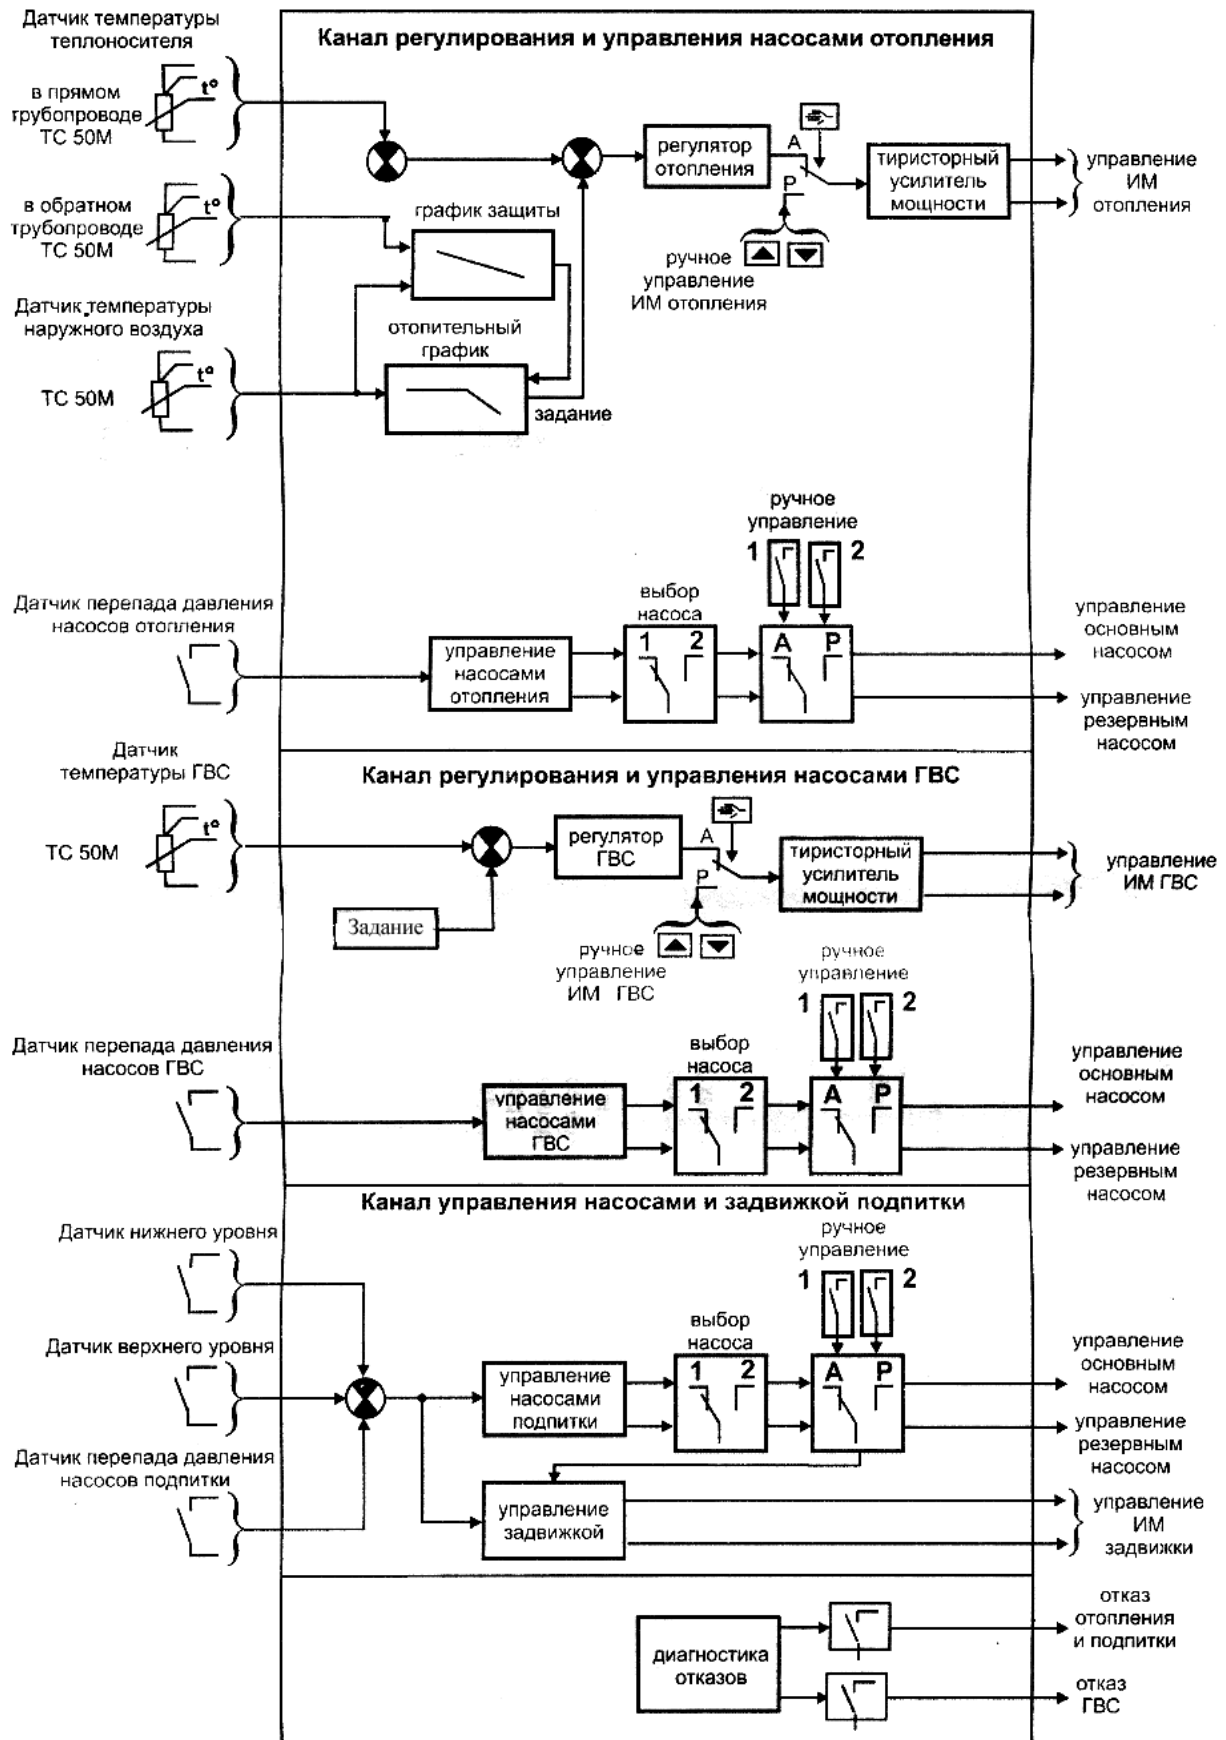 Датчик температуры
теплоносителя
Канал регулирования и управления насосами отопления
в прямом
трубопроводе
ТС 50М
t°
в обратном
трубопроводе
ТС 50М
t°
график защиты
регулятор
отопления
А
Р
тиристорный
усилитель
мощности
управление
ИМ
отопления
ручное
управление
ИМ отопления
Датчик температуры
наружного воздуха
ТС 50М
t°
отопительный
график
задание
ручное
управление
1 2
Датчик перепада давления
насосов отопления
управление
насосами
отопления
выбор
насоса
1 2
А Р
управление
основным
насосом
управление
резервным
насосом
Датчик
температуры ГВС
Канал регулирования и управления насосами ГВС
ТС 50М
t°
регулятор
ГВС
А
Р
тиристорный
усилитель
мощности
управление
ИМ ГВС
Задание
ручное
управление
ИМ ГВС
ручное
управление
1 2
Датчик перепада давления
насосов ГВС
управление
насосами
ГВС
выбор
насоса
1 2
А Р
управление
основным
насосом
управление
резервным
насосом
Канал управления насосами и задвижкой подпитки
Датчик нижнего уровня
ручное
управление
1 2
Датчик верхнего уровня
управление
насосами
подпитки
выбор
насоса
1 2
А Р
управление
основным
насосом
управление
резервным
насосом
Датчик перепада давления
насосов подпитки
управление
задвижкой
управление
ИМ
задвижки
диагностика
отказов
отказ
отопления
и подпитки
отказ
ГВС